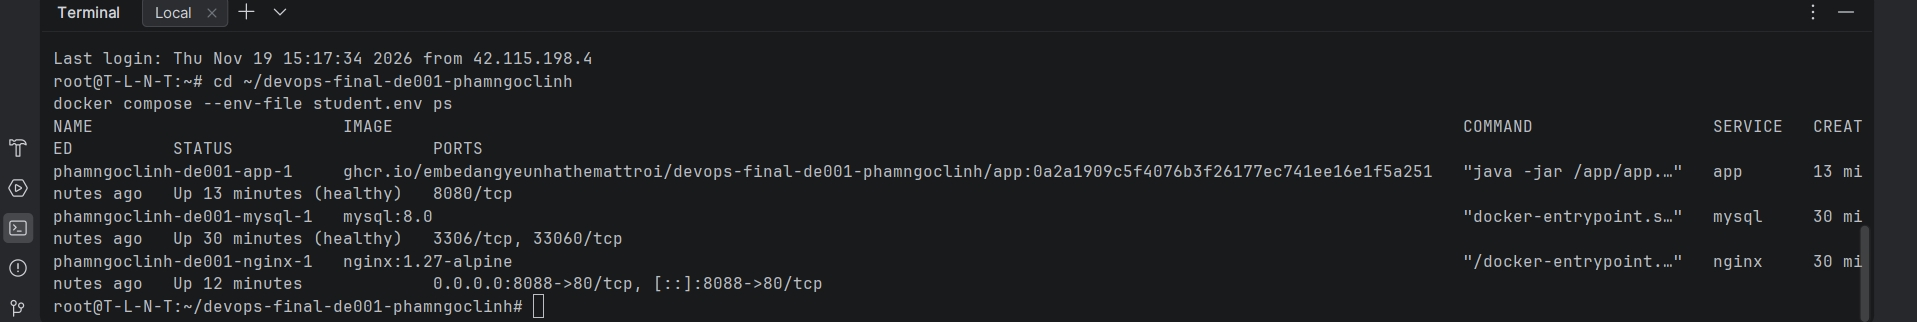 Terminal Local
Last login: Thu Nov 19 15:17:34 2026 from 42.115.198.4
root@T-L-N-T:~# cd ~/devops-final-de001-phamngoclinh
docker compose --env-file student.env ps
NAME IMAGE COMMAND SERVICE CREAT
ED STATUS PORTS
phamngoclinh-de001-app-1 ghcr.io/embedangyeunhathemattroi/devops-final-de001-phamngoclinh/app:0a2a1909c5f4076b3f26177ec741ee16e1f5a251 "java -jar /app/app.…" app 13 mi
nutes ago Up 13 minutes (healthy) 8080/tcp
phamngoclinh-de001-mysql-1 mysql:8.0 "docker-entrypoint.s…" mysql 30 mi
nutes ago Up 30 minutes (healthy) 3306/tcp, 33060/tcp
phamngoclinh-de001-nginx-1 nginx:1.27-alpine "/docker-entrypoint.…" nginx 30 mi
nutes ago Up 12 minutes 0.0.0.0:8088->80/tcp, [::]:8088->80/tcp
root@T-L-N-T:~/devops-final-de001-phamngoclinh#